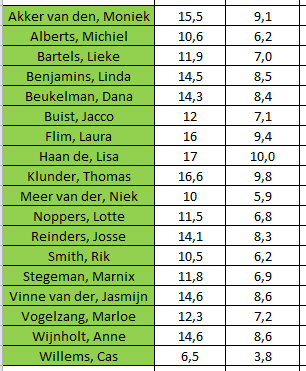 Akker van den, Moniek 15,5 9,1
Alberts, Michiel 10,6 6,2
Bartels, Lieke 11,9 7,0
Benjamins, Linda 14,5 8,5
Beukelman, Dana 14,3 8,4
Buist, Jacco 12 7,1
Flim, Laura 16 9,4
Haan de, Lisa 17 10,0
Klunder, Thomas 16,6 9,8
Meer van der, Niek 10 5,9
Noppers, Lotte 11,5 6,8
Reinders, Josse 14,1 8,3
Smith, Rik 10,5 6,2
Stegeman, Marnix 11,8 6,9
Vinne van der, Jasmijn 14,6 8,6
Vogelzang, Marloe 12,3 7,2
Wijnholt, Anne 14,6 8,6
Willems, Cas 6,5 3,8